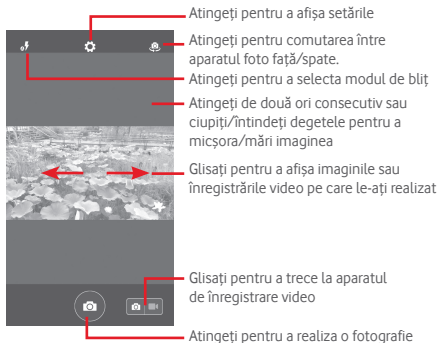 Atingeți pentru a afișa setările
Atingeți pentru comutarea între
aparatul foto față/spate.
Atingeți pentru a selecta modul de bliț
Atingeți de două ori consecutiv sau
ciupiți/întindeți degetele pentru a
micșora/mări imaginea
Glisați pentru a afișa imaginile sau
înregistrările video pe care le-ați realizat
Glisați pentru a trece la aparatul
de înregistrare video
Atingeți pentru a realiza o fotografie